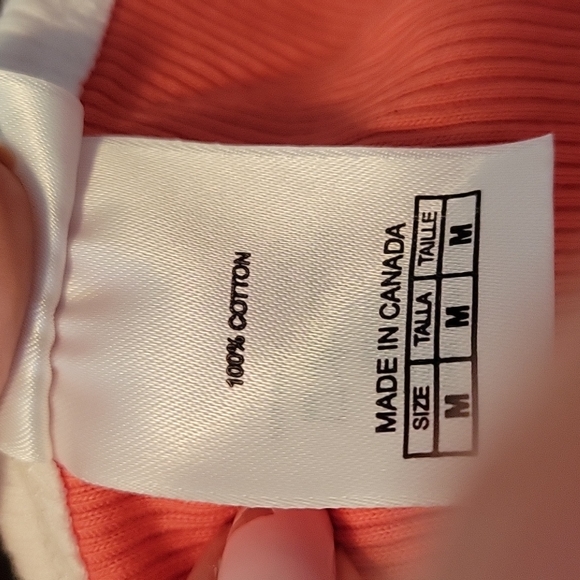 100% COTTON
MADE IN CANADA
SIZE TALLA TAILLE
M M M